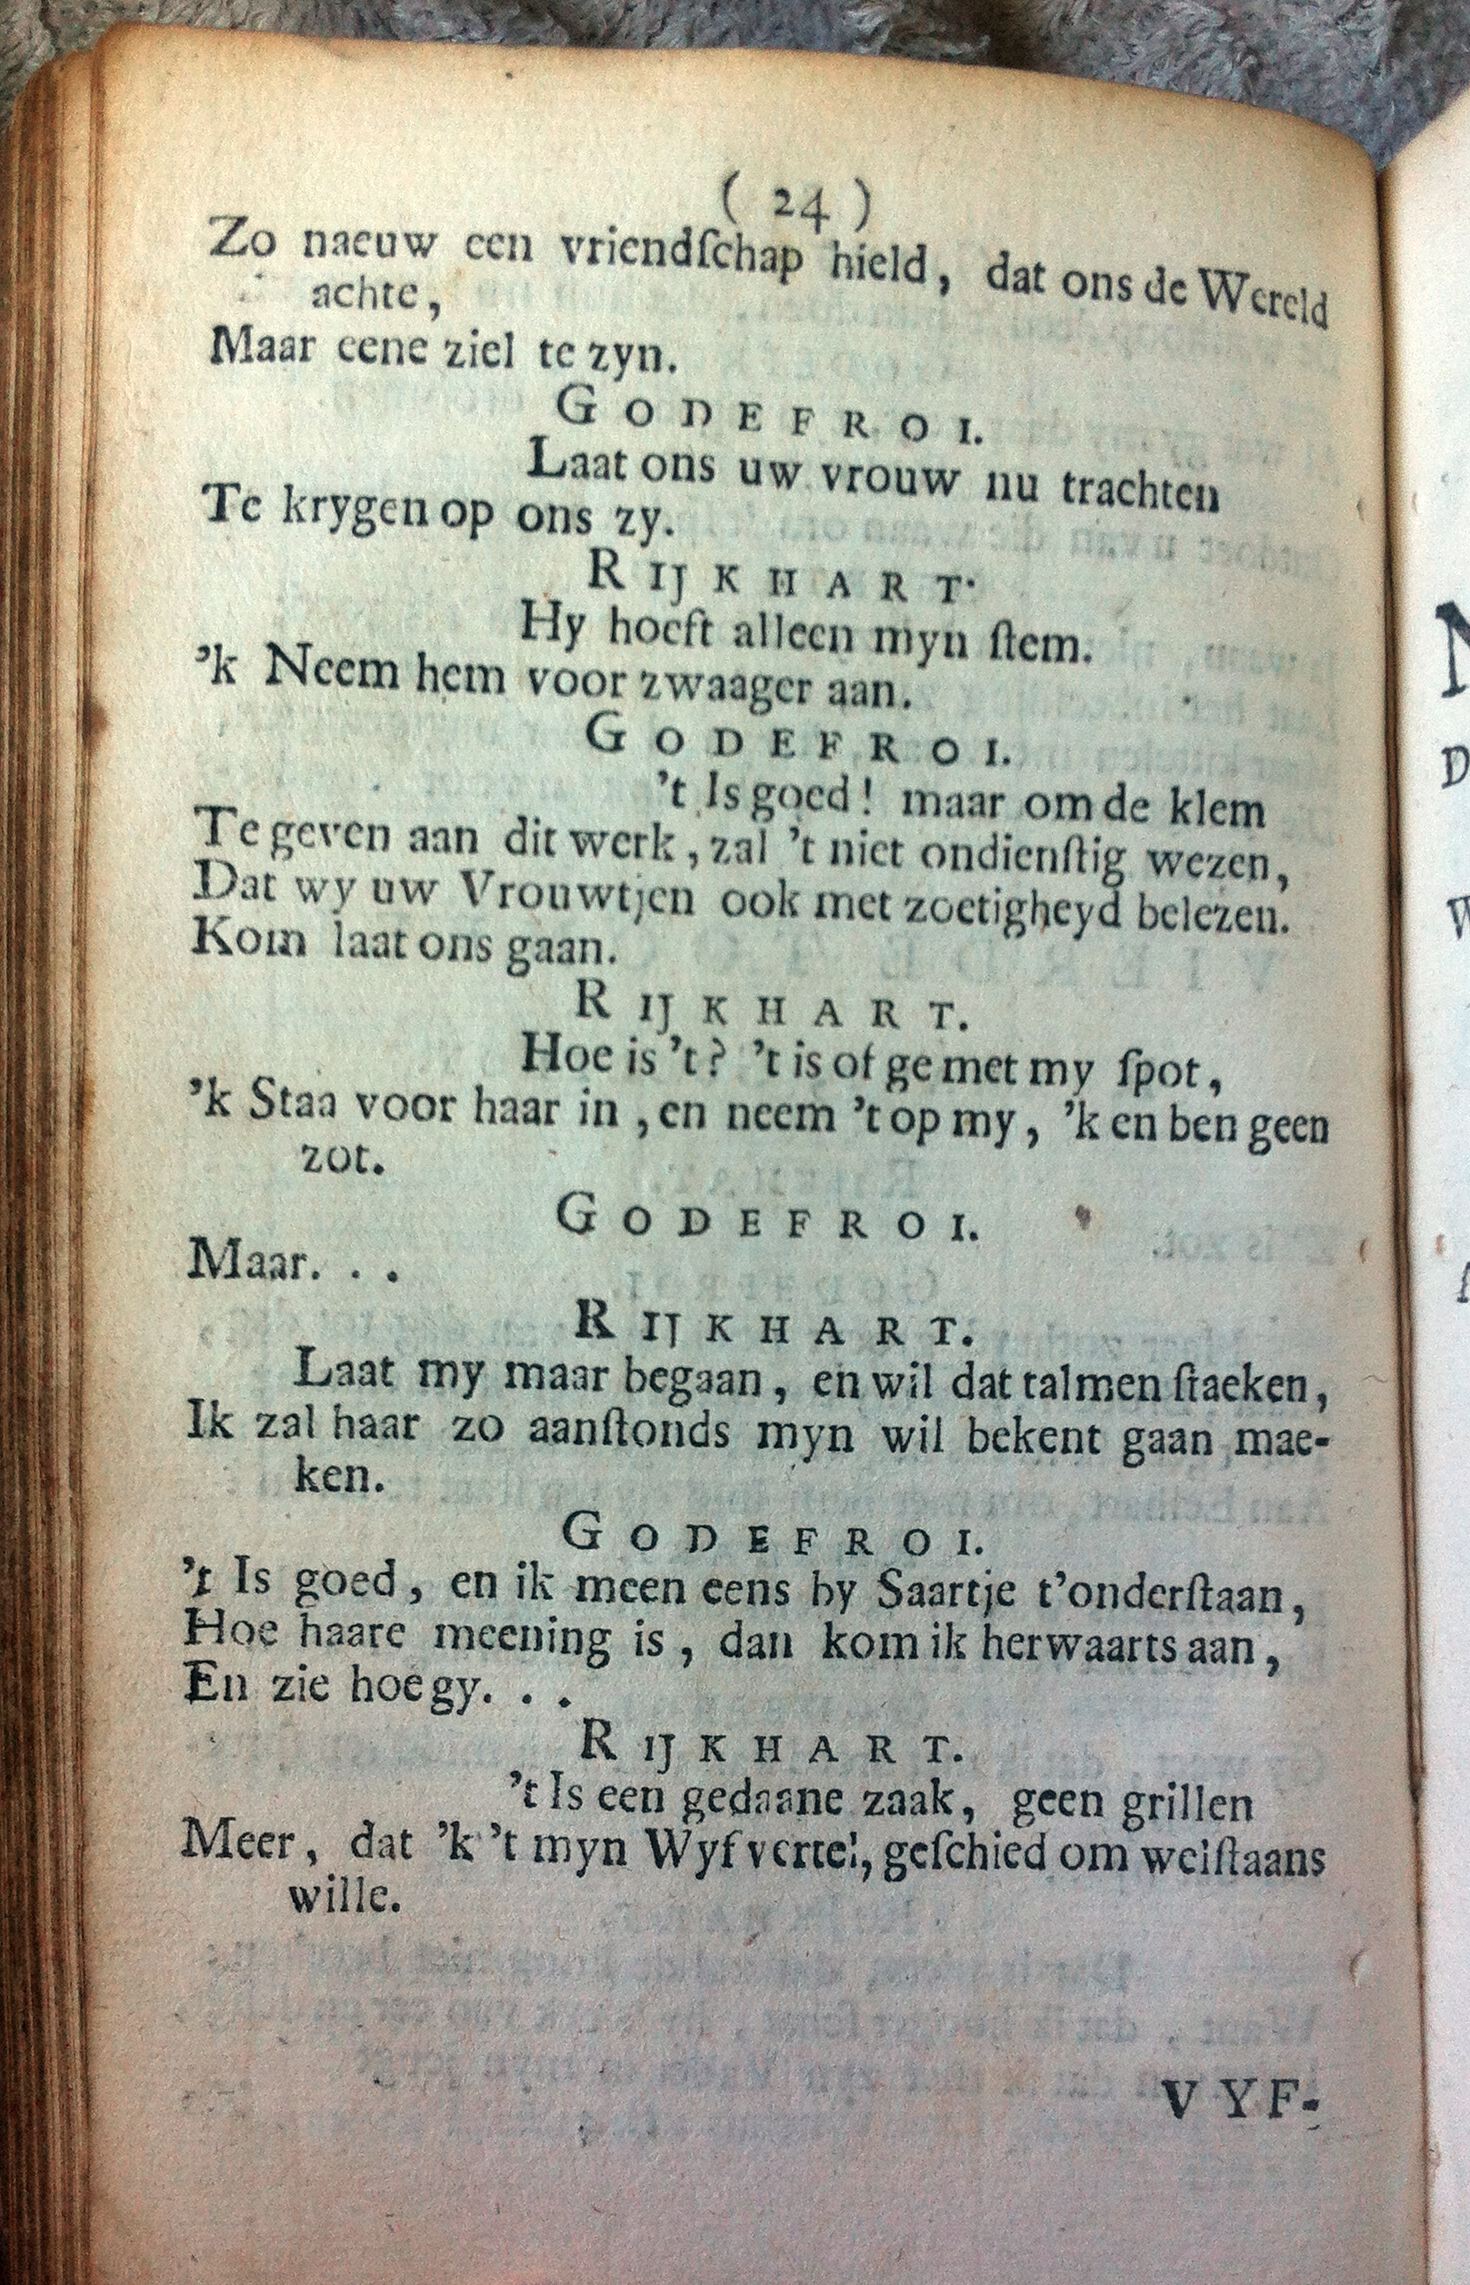 ( 24 )
Zo naeuw een vriendſchap hield, dat ons de Wereld
achte,
Maar eene ziel te zyn.
GODEFROI.
Laat ons uw vrouw nu trachten
Te krygen op ons zy.
RIJKHART.
Hy hoeft alleen myn ſtem.
'k Neem hem voor zwaager aan.
GODEFROI.
't Is goed! maar om de klem
Te geven aan dit werk, zal 't niet ondienſtig wezen,
Dat wy uw Vrouwtjen ook met zoetigheyd belezen.
Kom laat ons gaan.
RIJKHART.
Hoe is 't? 't is of ge met my ſpot,
'k Staa voor haar in, en neem 't op my, 'k en ben geen
zot.
GODEFROI.
Maar. . .
RIJKHART.
Laat my maar begaan, en wil dat talmen ſtaeken,
Ik zal haar zo aanſtonds myn wil bekent gaan mae-
ken.
GODEFROI.
't Is goed, en ik meen eens by Saartje t'onderſtaan,
Hoe haare meening is, dan kom ik herwaarts aan,
En zie hoe gy. . .
RIJKHART.
't Is een gedaane zaak, geen grillen
Meer, dat 'k 't myn Wyf vertel, geſchied om welſtaans
wille.
VYF-